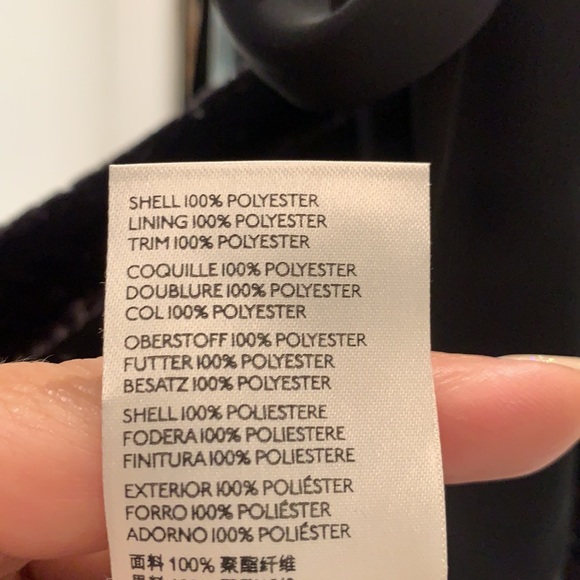 SHELL 100% POLYESTER
LINING 100% POLYESTER
TRIM 100% POLYESTER
COQUILLE 100% POLYESTER
DOUBLURE 100% POLYESTER
COL 100% POLYESTER
OBERSTOFF 100% POLYESTER
FUTTER 100% POLYESTER
BESATZ 100% POLYESTER
SHELL 100% POLIESTERE
FODERA 100% POLIESTERE
FINITURA 100% POLIESTERE
EXTERIOR 100% POLIÉSTER
FORRO 100% POLIÉSTER
ADORNO 100% POLIÉSTER
面料 100% 聚酯纤维